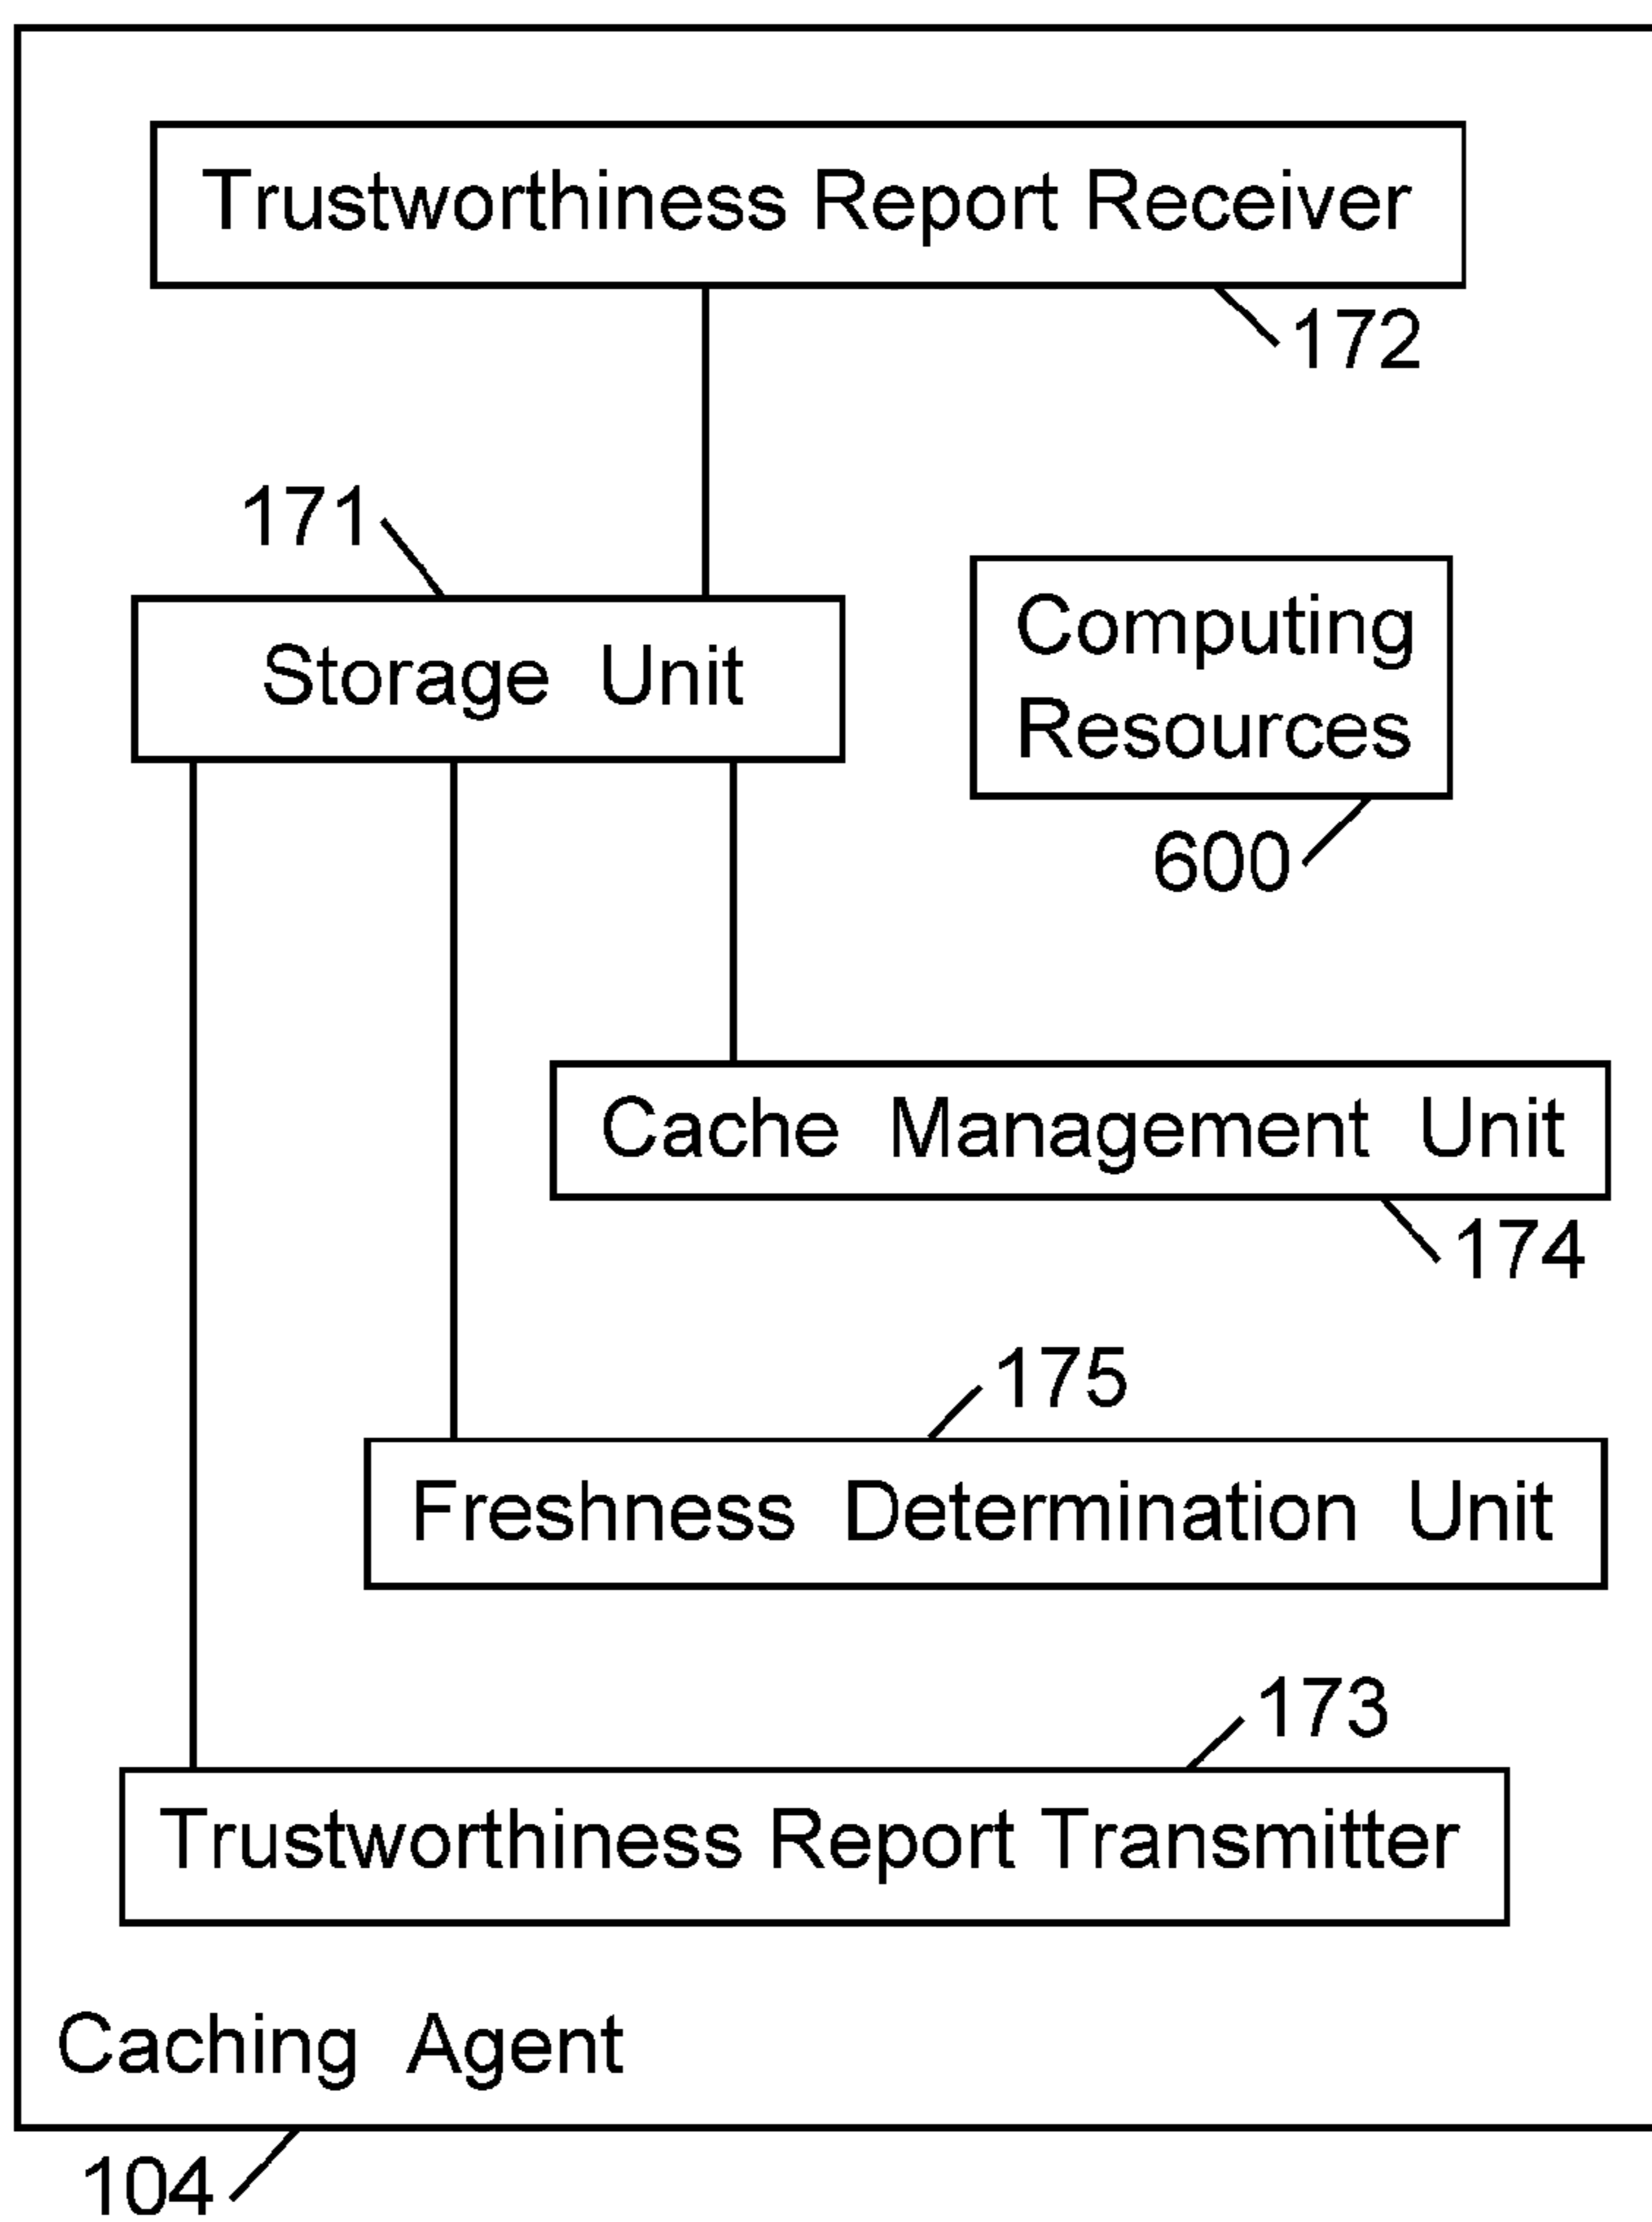 Trustworthiness Report Receiver
172
171
Storage Unit
Computing
Resources
600
Cache Management Unit
174
175
Freshness Determination Unit
173
Trustworthiness Report Transmitter
Caching Agent
104